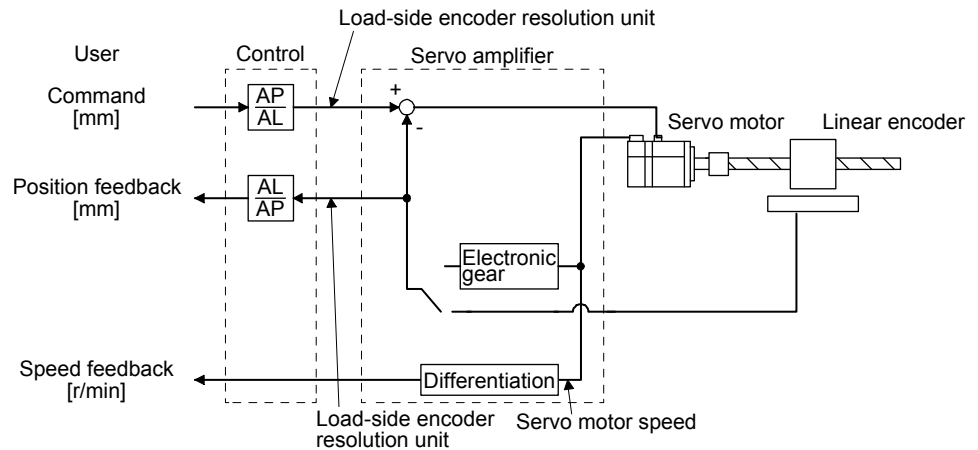 Load-side encoder resolution unit
User
Control
Servo amplifier
Command
[mm]
AP
AL
+
-
Servo motor
Linear encoder
Position feedback
[mm]
AL
AP
Electronic
gear
Speed feedback
[r/min]
Differentiation
Load-side encoder
resolution unit
Servo motor speed